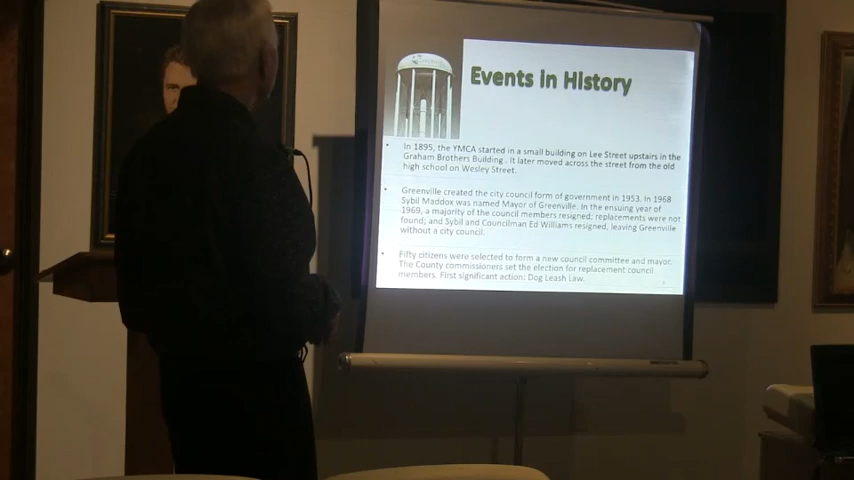 Events in History
• In 1895, the YMCA started in a small building on Lee Street upstairs in the
Graham Brothers Building . It later moved across the street from the old
high school on Wesley Street.
• Greenville created the city council form of government in 1953. In 1968
Sybil Maddox was named Mayor of Greenville. In the ensuing year of
1969, a majority of the council members resigned; replacements were not
found; and Sybil and Councilman Ed Williams resigned, leaving Greenville
without a city council.
• Fifty citizens were selected to form a new council committee and mayor.
The County commissioners set the election for replacement council
members. First significant action: Dog Leash Law.